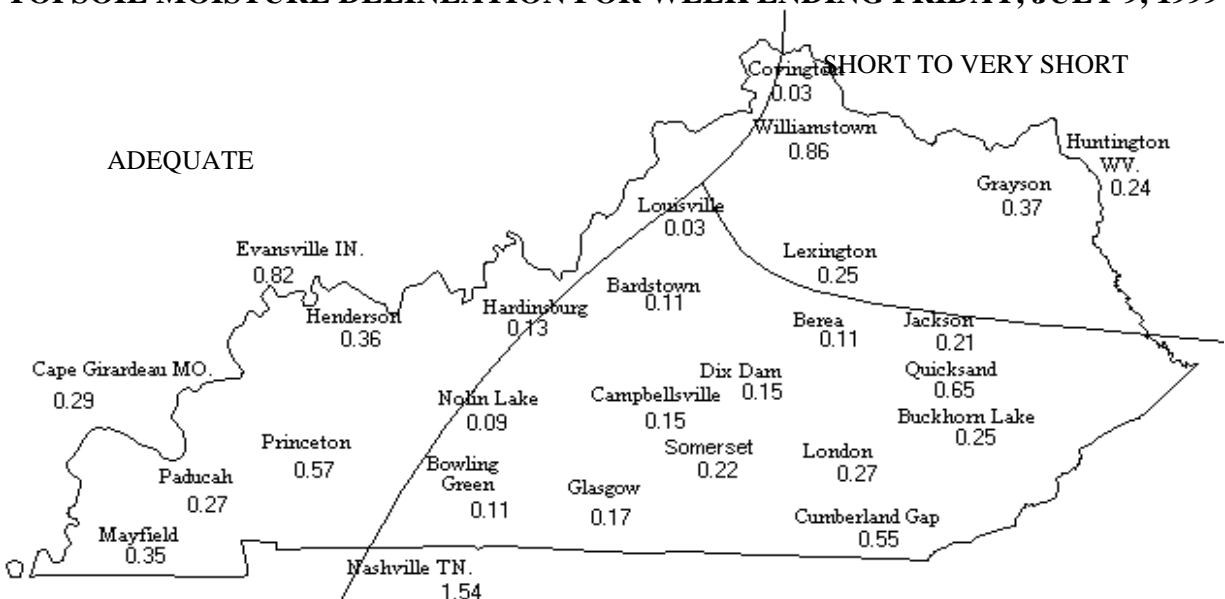 TOPSOIL MOISTURE DELINEATION FOR WEEK ENDING FRIDAY, JULY 9, 1999
SHORT TO VERY SHORT
Covington
0.03
Williamstown
0.86
ADEQUATE
Huntington
WV.
0.24
Grayson
0.37
Louisville
0.03
Evansville IN.
0.82
Lexington
0.25
Bardstown
0.11
Hardinsburg
0.13
Henderson
0.36
Berea
0.11
Jackson
0.21
Cape Girardeau MO.
0.29
Dix Dam
0.15
Quicksand
0.65
Nolin Lake
0.09
Campbellsville
0.15
Buckhorn Lake
0.25
Princeton
0.57
Somerset
0.22
London
0.27
Paducah
0.27
Bowling
Green
0.11
Glasgow
0.17
Cumberland Gap
0.55
Mayfield
0.35
Nashville TN.
1.54